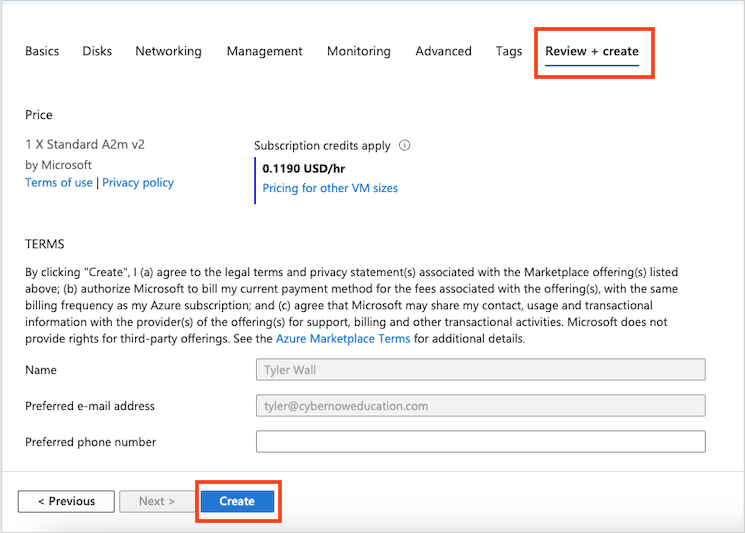 Basics Disks Networking Management Monitoring Advanced Tags Review + create
Price
1 X Standard A2m v2
by Microsoft
Terms of use | Privacy policy
Subscription credits apply
0.1190 USD/hr
Pricing for other VM sizes
TERMS
By clicking "Create", I (a) agree to the legal terms and privacy statement(s) associated with the Marketplace offering(s) listed
above; (b) authorize Microsoft to bill my current payment method for the fees associated with the offering(s), with the same
billing frequency as my Azure subscription; and (c) agree that Microsoft may share my contact, usage and transactional
information with the provider(s) of the offering(s) for support, billing and other transactional activities. Microsoft does not
provide rights for third-party offerings. See the Azure Marketplace Terms for additional details.
Name Tyler Wall
Preferred e-mail address tyler@cybernoweducation.com
Preferred phone number
< Previous Next > Create